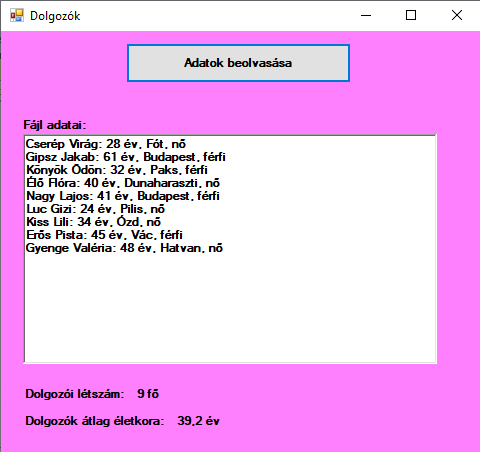 Dolgozók
Adatok beolvasása
Fájl adatai:
Cserép Virág: 28 év, Fót, nő
Gipsz Jakab: 61 év, Budapest, férfi
Könyök Ödön: 32 év, Paks, férfi
Élő Flóra: 40 év, Dunaharaszti, nő
Nagy Lajos: 41 év, Budapest, férfi
Luc Gizi: 24 év, Pilis, nő
Kiss Lili: 34 év, Ózd, nő
Erős Pista: 45 év, Vác, férfi
Gyenge Valéria: 48 év, Hatvan, nő
Dolgozói létszám: 9 fő
Dolgozók átlag életkora: 39,2 év